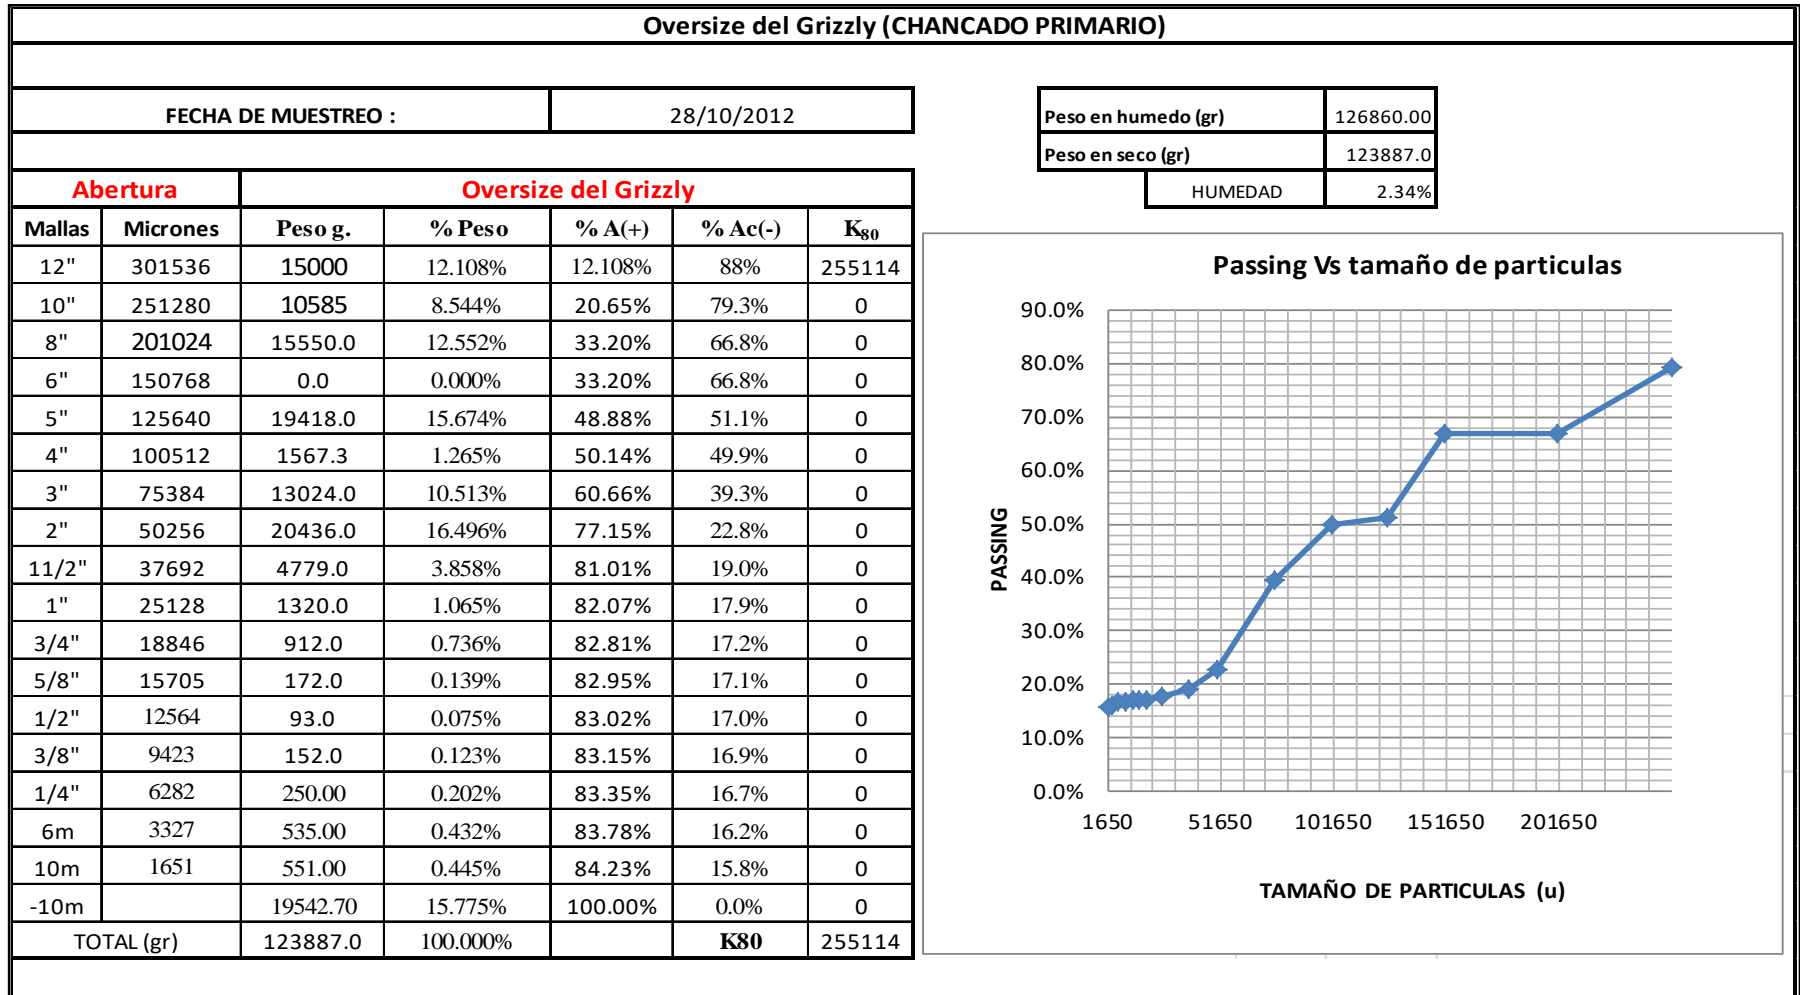 Oversize del Grizzly (CHANCADO PRIMARIO)
FECHA DE MUESTREO : 28/10/2012
Peso en humedo (gr) 126860.00
Peso en seco (gr) 123887.0
HUMEDAD 2.34%
Abertura Oversize del Grizzly
Mallas Micrones Peso g. % Peso % A(+) % Ac(-) K80
12" 301536 15000 12.108% 12.108% 88% 255114
10" 251280 10585 8.544% 20.65% 79.3% 0
8" 201024 15550.0 12.552% 33.20% 66.8% 0
6" 150768 0.0 0.000% 33.20% 66.8% 0
5" 125640 19418.0 15.674% 48.88% 51.1% 0
4" 100512 1567.3 1.265% 50.14% 49.9% 0
3" 75384 13024.0 10.513% 60.66% 39.3% 0
2" 50256 20436.0 16.496% 77.15% 22.8% 0
11/2" 37692 4779.0 3.858% 81.01% 19.0% 0
1" 25128 1320.0 1.065% 82.07% 17.9% 0
3/4" 18846 912.0 0.736% 82.81% 17.2% 0
5/8" 15705 172.0 0.139% 82.95% 17.1% 0
1/2" 12564 93.0 0.075% 83.02% 17.0% 0
3/8" 9423 152.0 0.123% 83.15% 16.9% 0
1/4" 6282 250.00 0.202% 83.35% 16.7% 0
6m 3327 535.00 0.432% 83.78% 16.2% 0
10m 1651 551.00 0.445% 84.23% 15.8% 0
-10m 19542.70 15.775% 100.00% 0.0% 0
TOTAL (gr) 123887.0 100.000% K80 255114
Passing Vs tamaño de particulas
90.0%
80.0%
70.0%
60.0%
50.0%
40.0%
30.0%
20.0%
10.0%
0.0%
PASSING
1650 51650 101650 151650 201650
TAMAÑO DE PARTICULAS (u)